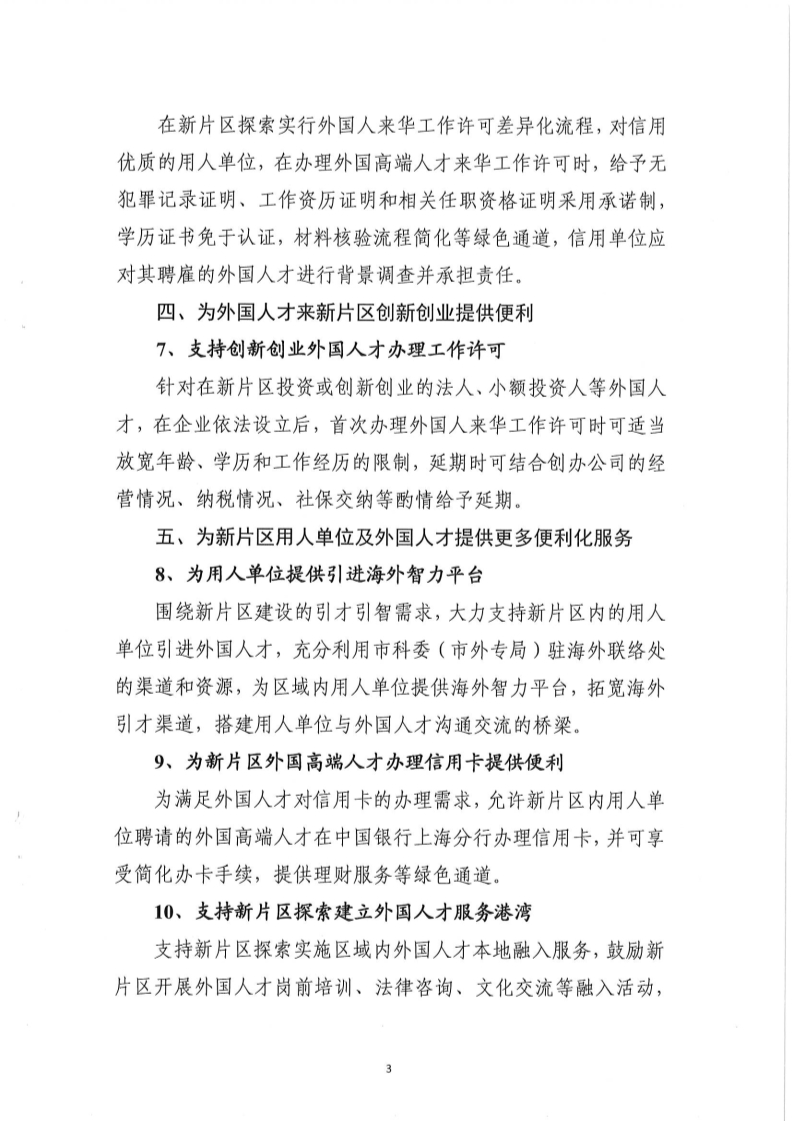 在新片区探索实行外国人来华工作许可差异化流程，对信用
优质的用人单位，在办理外国高端人才来华工作许可时，给予无
犯罪记录证明、工作资历证明和相关任职资格证明采用承诺制，
学历证书免于认证，材料核验流程简化等绿色通道，信用单位应
对其聘雇的外国人才进行背景调查并承担责任。
四、为外国人才来新片区创新创业提供便利
7、支持创新创业外国人才办理工作许可
针对在新片区投资或创新创业的法人、小额投资人等外国人
才，在企业依法设立后，首次办理外国人来华工作许可时可适当
放宽年龄、学历和工作经历的限制，延期时可结合创办公司的经
营情况、纳税情况、社保交纳等酌情给予延期。
五、为新片区用人单位及外国人才提供更多便利化服务
8、为用人单位提供引进海外智力平台
围绕新片区建设的引才引智需求，大力支持新片区内的用人
单位引进外国人才，充分利用市科委（市外专局）驻海外联络处
的渠道和资源，为区域内用人单位提供海外智力平台，拓宽海外
引才渠道，搭建用人单位与外国人才沟通交流的桥梁。
9、为新片区外国高端人才办理信用卡提供便利
为满足外国人才对信用卡的办理需求，允许新片区内用人单
位聘请的外国高端人才在中国银行上海分行办理信用卡，并可享
受简化办卡手续，提供理财服务等绿色通道。
10、支持新片区探索建立外国人才服务港湾
支持新片区探索实施区域内外国人才本地融入服务，鼓励新
片区开展外国人才岗前培训、法律咨询、文化交流等融入活动，
3